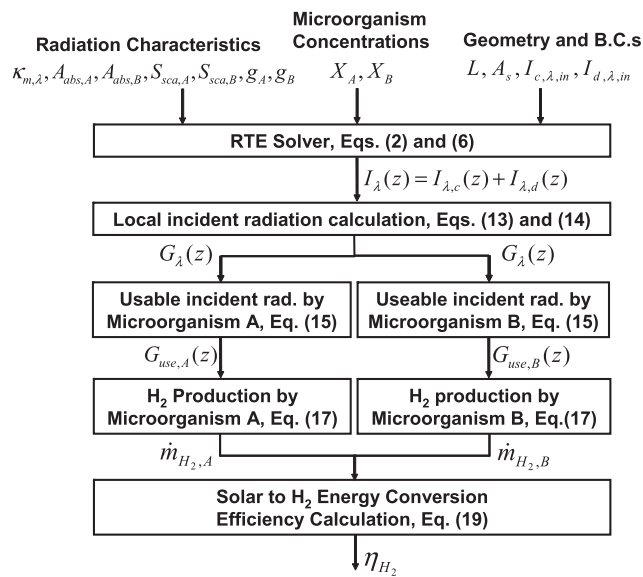 Microorganism
Concentrations
Radiation Characteristics
Geometry and B.C.s
κm,λ, Aabs,A, Aabs,B, Ssca,A, Ssca,B, gA, gB
XA, XB
L, As, Ic,λ,in, Id,λ,in
RTE Solver, Eqs. (2) and (6)
Iλ(z) = Iλ,c(z) + Iλ,d(z)
Local incident radiation calculation, Eqs. (13) and (14)
Gλ(z)
Gλ(z)
Usable incident rad. by
Microorganism A, Eq. (15)
Useable incident rad. by
Microorganism B, Eq. (15)
Guse,A(z)
Guse,B(z)
H2 Production by
Microorganism A, Eq. (17)
H2 production by
Microorganism B, Eq.(17)
ṁH2,A
ṁH2,B
Solar to H2 Energy Conversion
Efficiency Calculation, Eq. (19)
ηH2